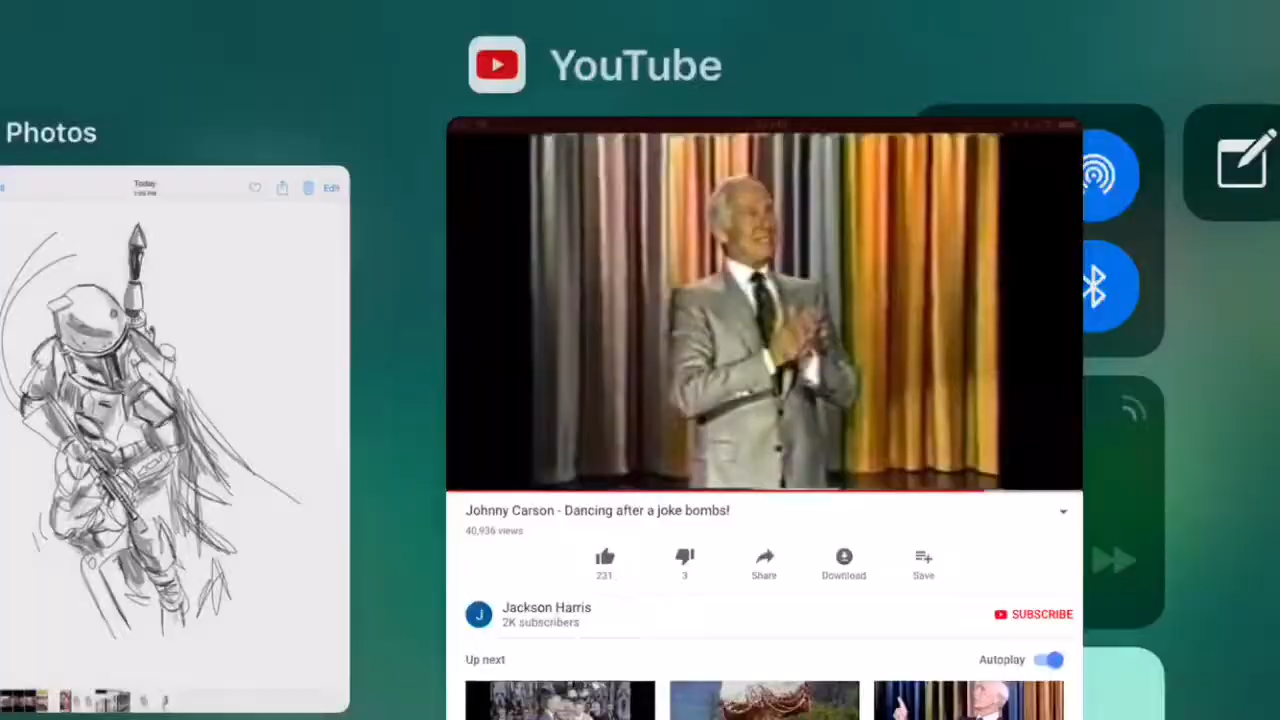 YouTube
Photos
Today
Edit
Johnny Carson - Dancing after a joke bombs!
40,936 views
231
3
Share
Download
Save
J
Jackson Harris
2K subscribers
SUBSCRIBE
Up next
Autoplay